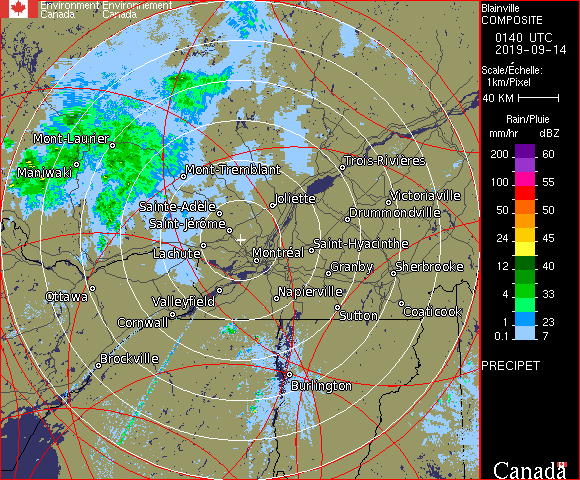 Environment Environnement
Canada Canada
Blainville
COMPOSITE
0140 UTC
2019-09-14
Scale/Échelle:
1km/Pixel
40 KM
Rain/Pluie
mm/hr dBZ
200 60
100 55
50 50
24 45
12 40
4 33
1 23
0.1 7
PRECIPET
Canada
Mont-Laurier
Maniwaki
Mont-Tremblant
Trois-Rivières
Sainte-Adèle
Joliette
Victoriaville
Saint-Jérôme
Drummondville
Lachute
Montréal
Saint-Hyacinthe
Granby
Sherbrooke
Ottawa
Valleyfield
Napierville
Cornwall
Sutton
Coaticook
Brockville
Burlington